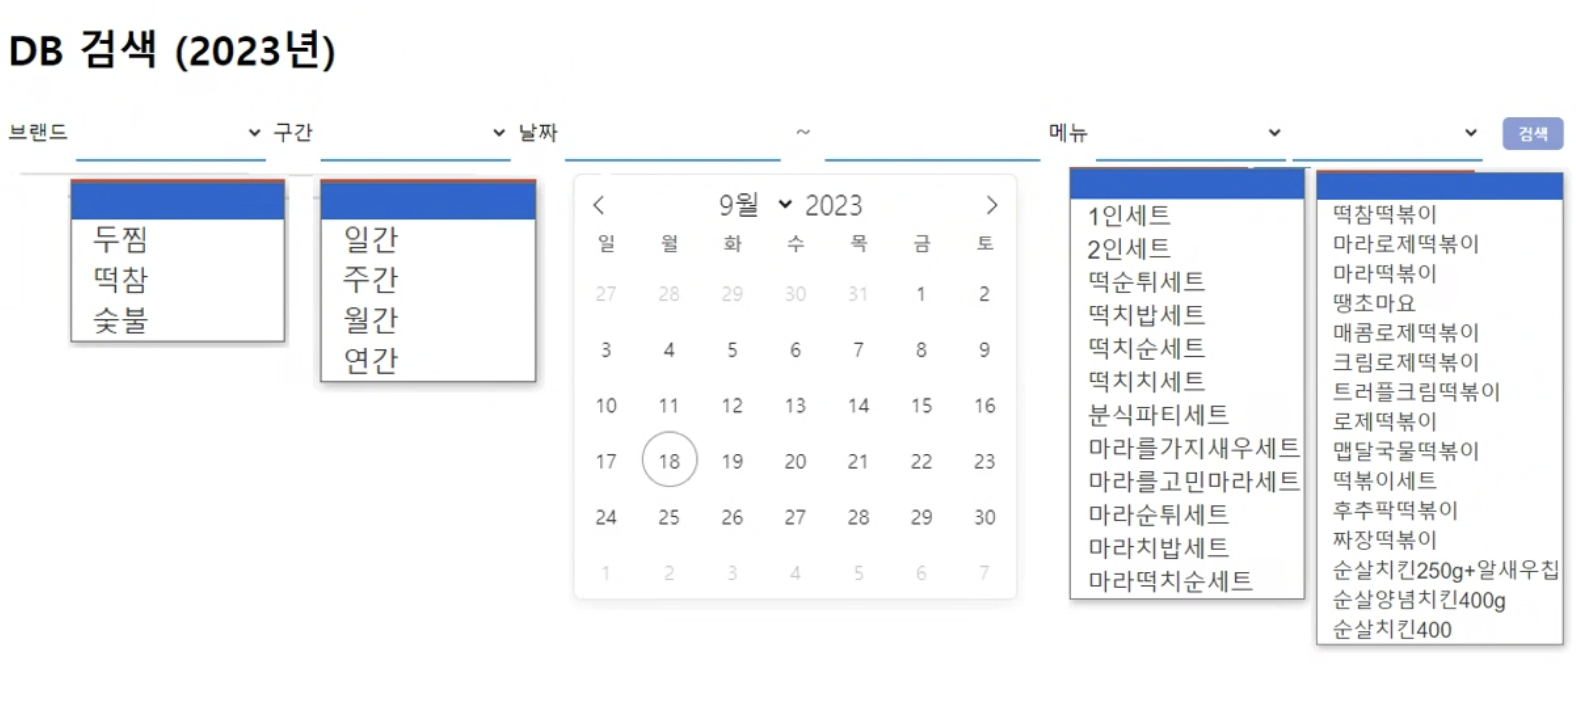 DB 검색 (2023년)
브랜드 구간 날짜 ~ 메뉴 검색
두찜
떡참
숯불
일간
주간
월간
연간
9월 2023
일 월 화 수 목 금 토
27 28 29 30 31 1 2
3 4 5 6 7 8 9
10 11 12 13 14 15 16
17 18 19 20 21 22 23
24 25 26 27 28 29 30
1 2 3 4 5 6 7
1인세트
2인세트
떡순튀세트
떡치밥세트
떡치순세트
떡치치세트
분식파티세트
마라를가지새우세트
마라를고민마라세트
마라순튀세트
마라치밥세트
마라떡치순세트
떡참떡볶이
마라로제떡볶이
마라떡볶이
땡초마요
매콤로제떡볶이
크림로제떡볶이
트러플크림떡볶이
로제떡볶이
맵달국물떡볶이
떡볶이세트
후추팍떡볶이
짜장떡볶이
순살치킨250g+알새우칩
순살양념치킨400g
순살치킨400